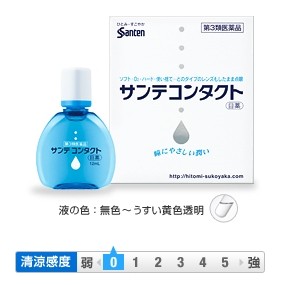 ひとみ・すこやか
Santen
第3類医薬品
ソフト・O₂・ハード・使い捨て…どのタイプのレンズもしたまま点眼
サンテコンタクト
目薬
瞳にやさしい潤い
http://hitomi-sukoyaka.com
第3類医薬品
サンテコンタクト
12mL
液の色：無色～うすい黄色透明
清涼感度 弱 0 1 2 3 4 5 強